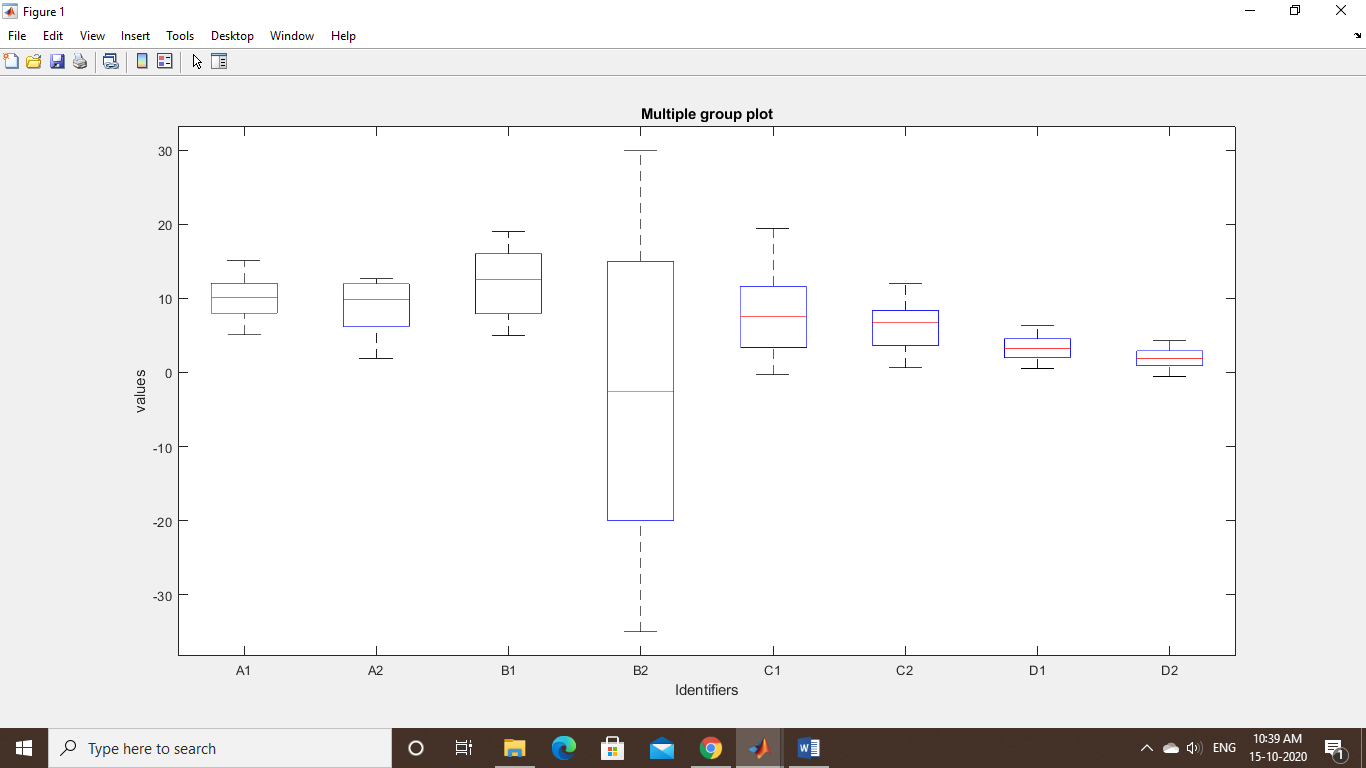 Figure 1
File Edit View Insert Tools Desktop Window Help
Multiple group plot
30
20
10
0
-10
-20
-30
values
A1 A2 B1 B2 C1 C2 D1 D2
Identifiers
Type here to search
W
ENG
10:39 AM
15-10-2020
1